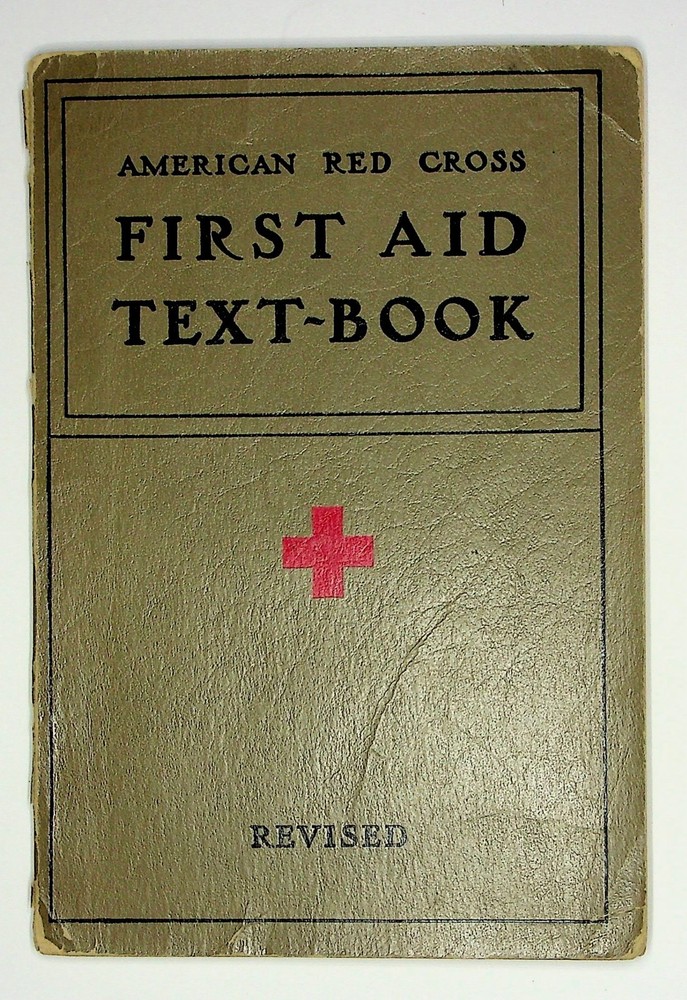 AMERICAN RED CROSS
FIRST AID
TEXT-BOOK
REVISED